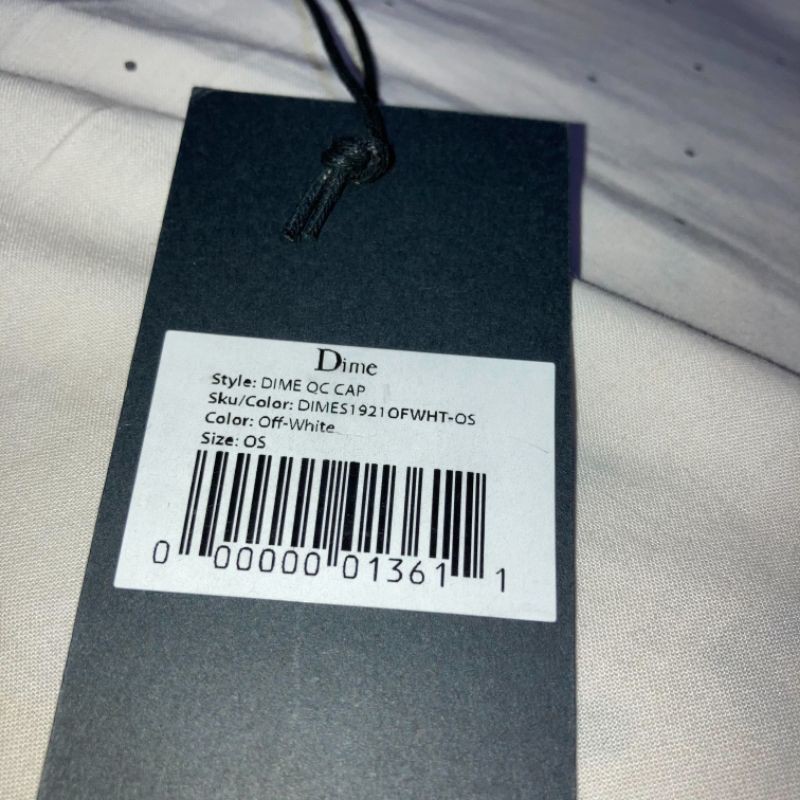 Dime
Style: DIME QC CAP
Sku/Color: DIMES1921OFWHT-OS
Color: Off-White
Size: OS
0 00000 01361 1